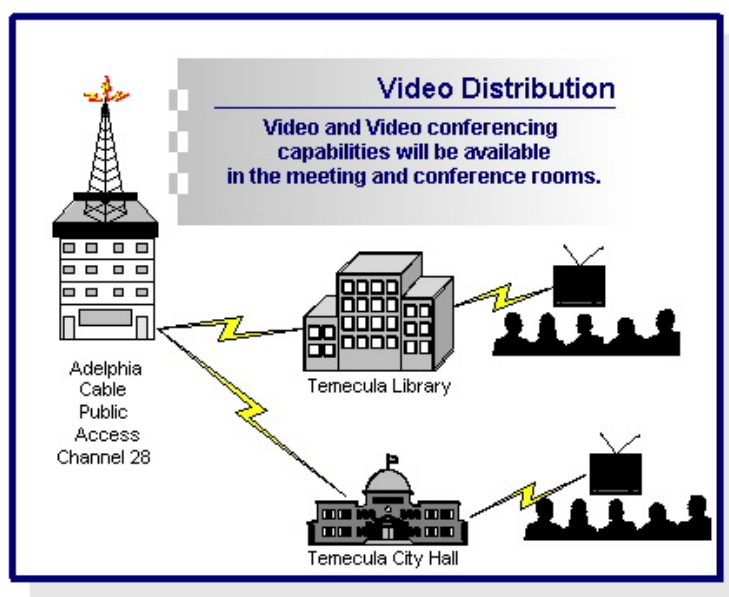 Video Distribution
Video and Video conferencing
capabilities will be available
in the meeting and conference rooms.
Adelphia
Cable
Public
Access
Channel 28
Temecula Library
Temecula City Hall